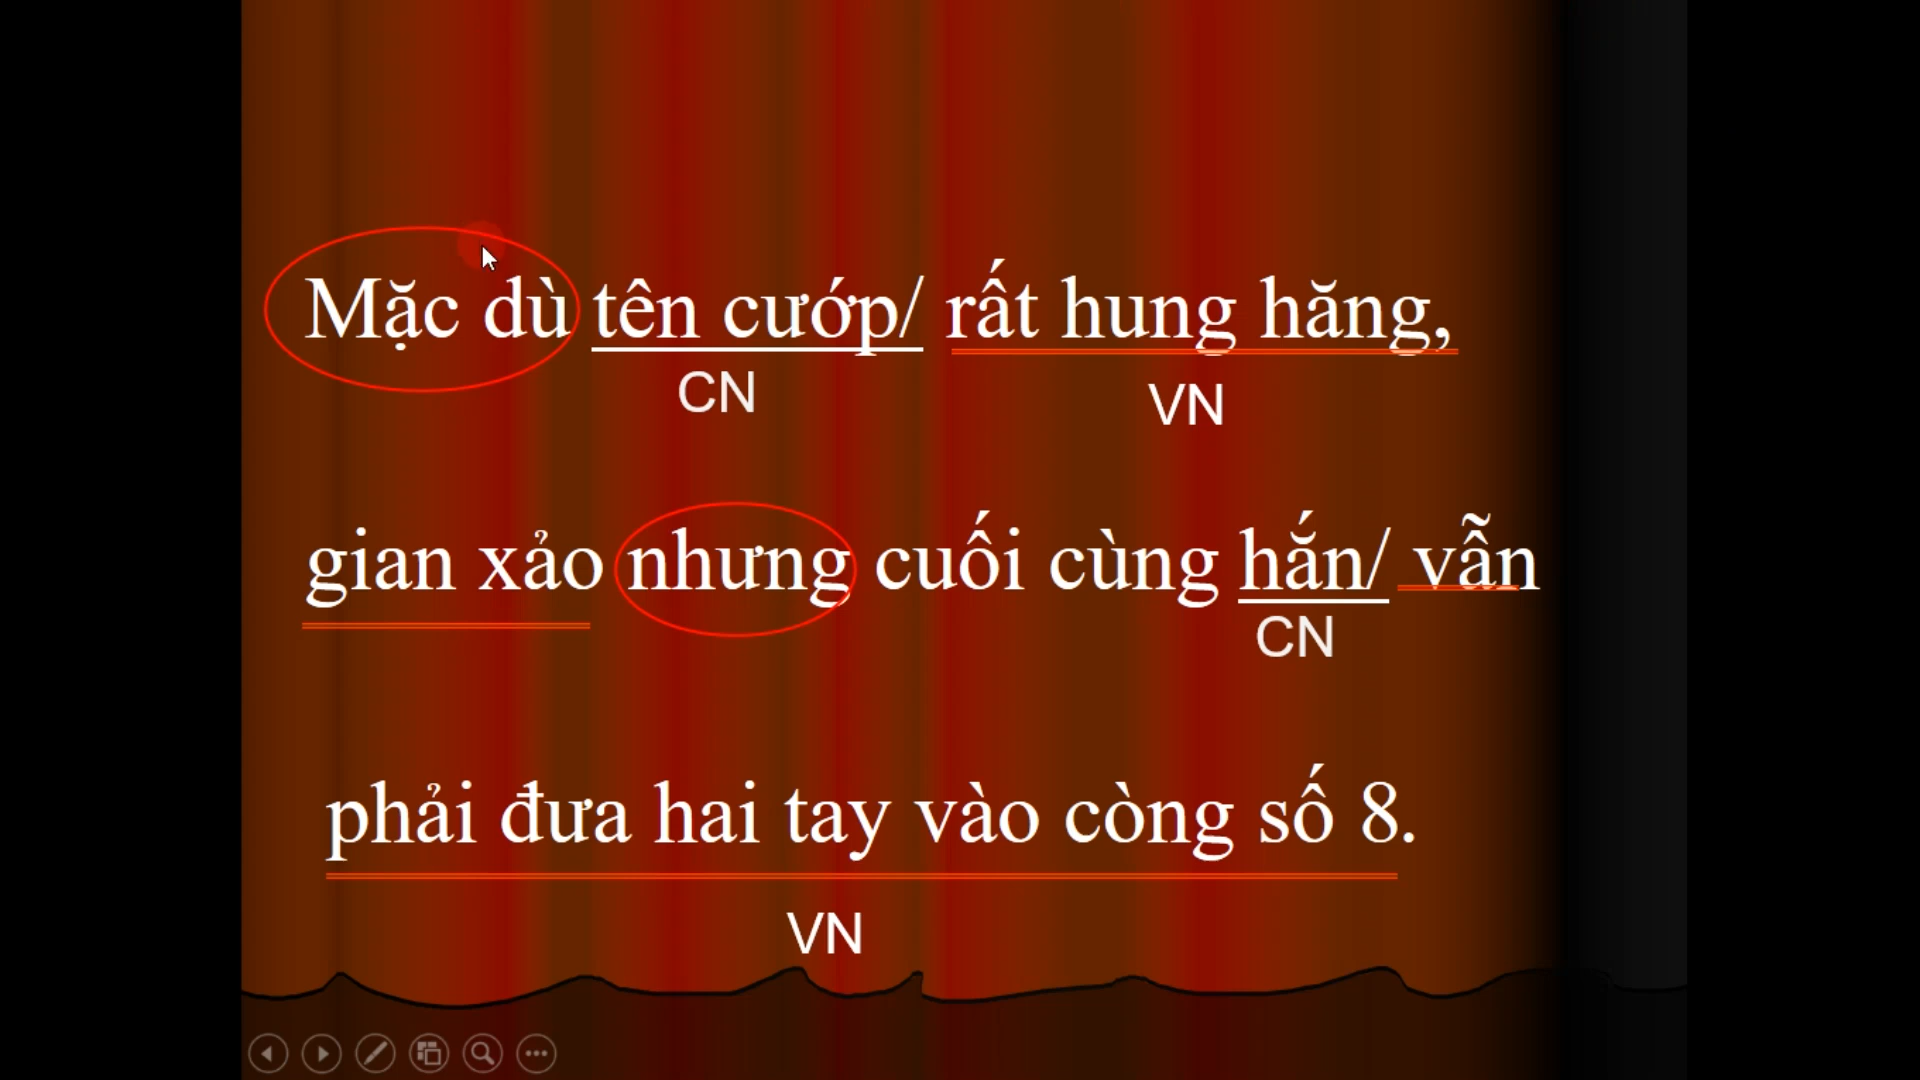 Mặc dù tên cướp/ rất hung hăng,
CN VN
gian xảo nhưng cuối cùng hắn/ vẫn
CN
phải đưa hai tay vào còng số 8.
VN